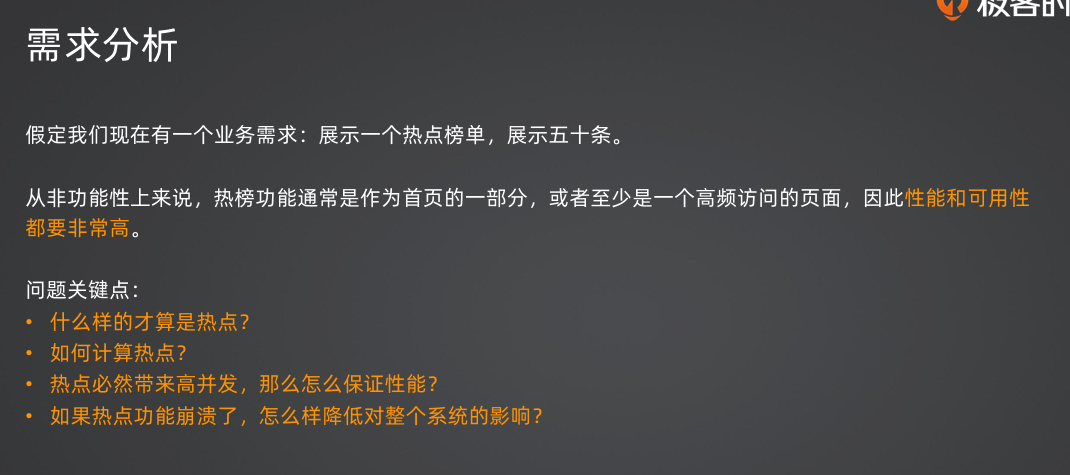 极客时
需求分析
假定我们现在有一个业务需求：展示一个热点榜单，展示五十条。
从非功能性上来说，热榜功能通常是作为首页的一部分，或者至少是一个高频访问的页面，因此性能和可用性
都要非常高。
问题关键点：
• 什么样的才算是热点？
• 如何计算热点？
• 热点必然带来高并发，那么怎么保证性能？
• 如果热点功能崩溃了，怎么样降低对整个系统的影响？